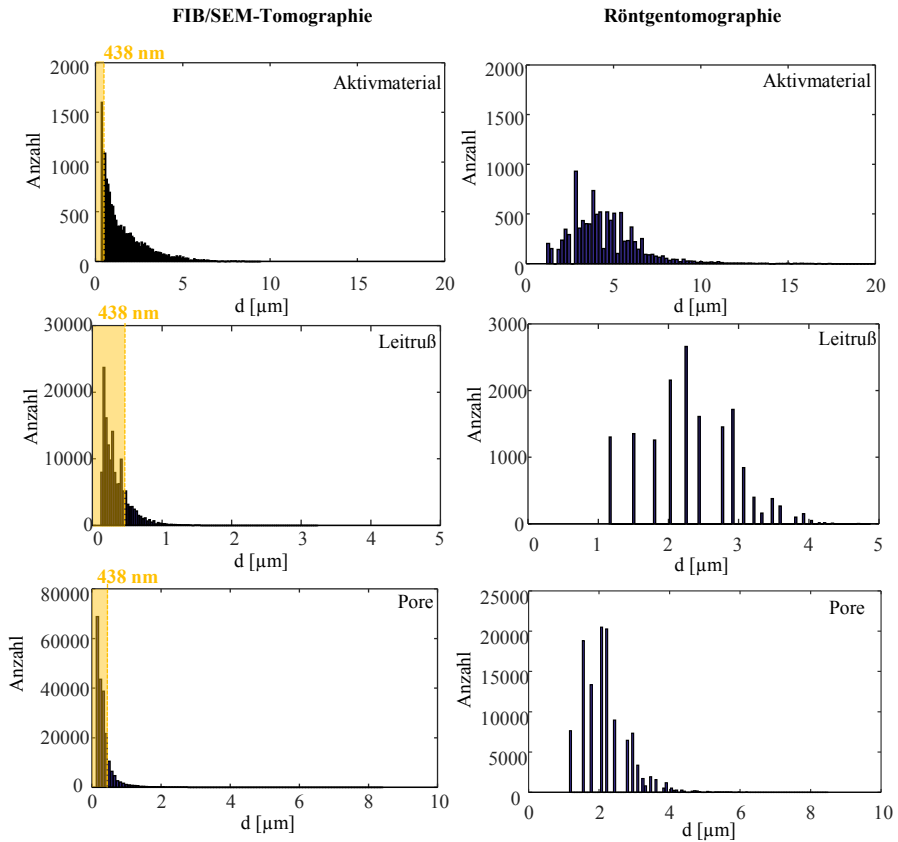 FIB/SEM-Tomographie
Röntgentomographie
438 nm
Aktivmaterial
Anzahl
2000
1500
1000
500
0
0 5 10 15 20
d [µm]
Aktivmaterial
Anzahl
2000
1500
1000
500
0
0 5 10 15 20
d [µm]
438 nm
Leitruß
Anzahl
30000
20000
10000
0
0 1 2 3 4 5
d [µm]
Leitruß
Anzahl
3000
2000
1000
0
0 1 2 3 4 5
d [µm]
438 nm
Pore
Anzahl
80000
60000
40000
20000
0
0 2 4 6 8 10
d [µm]
Pore
Anzahl
25000
20000
15000
10000
5000
0
0 2 4 6 8 10
d [µm]